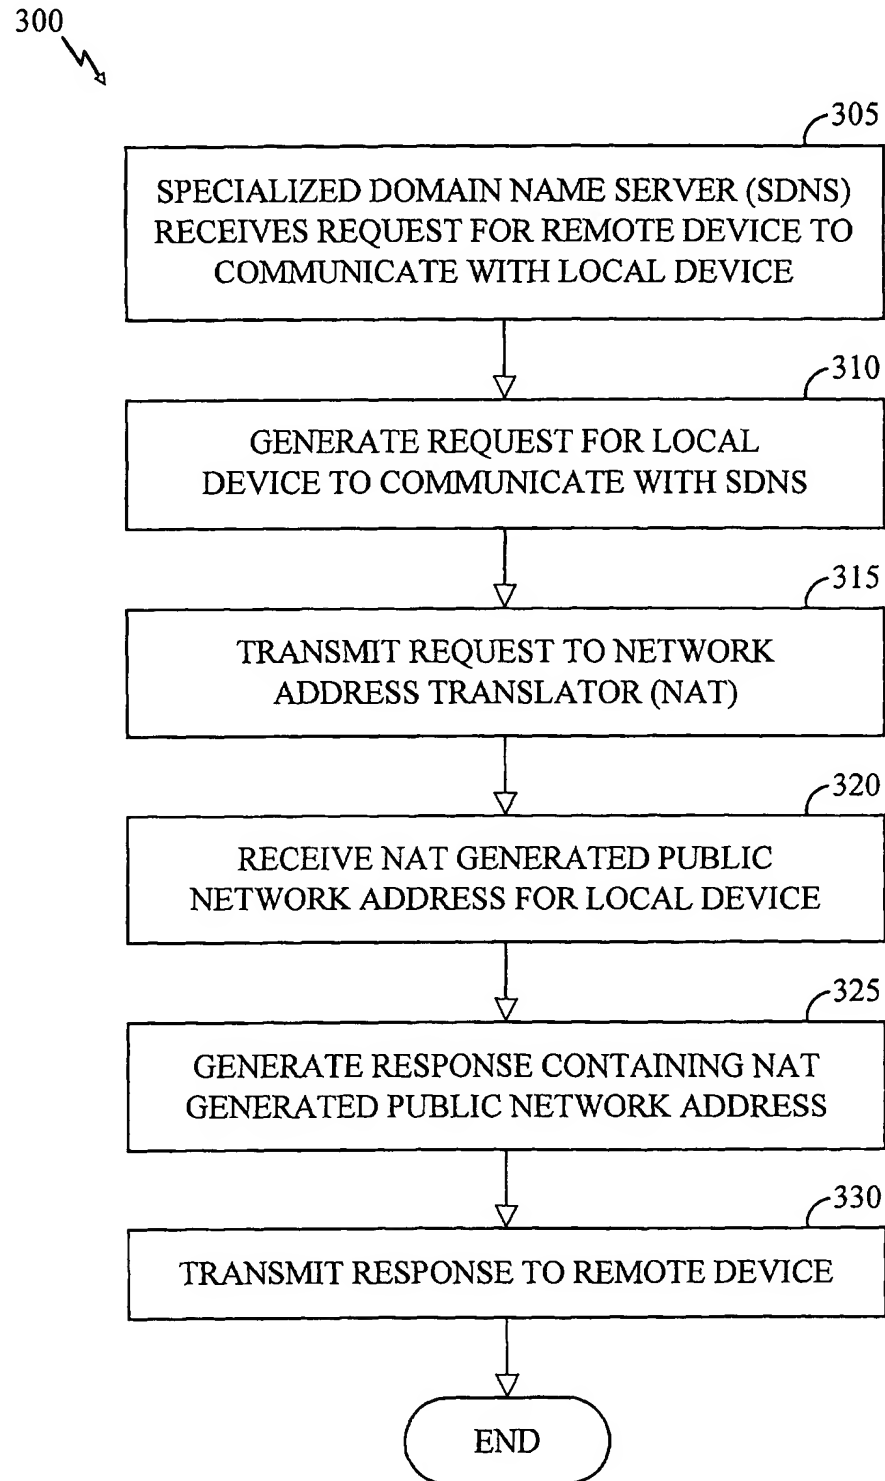 300
305
SPECIALIZED DOMAIN NAME SERVER (SDNS)
RECEIVES REQUEST FOR REMOTE DEVICE TO
COMMUNICATE WITH LOCAL DEVICE
310
GENERATE REQUEST FOR LOCAL
DEVICE TO COMMUNICATE WITH SDNS
315
TRANSMIT REQUEST TO NETWORK
ADDRESS TRANSLATOR (NAT)
320
RECEIVE NAT GENERATED PUBLIC
NETWORK ADDRESS FOR LOCAL DEVICE
325
GENERATE RESPONSE CONTAINING NAT
GENERATED PUBLIC NETWORK ADDRESS
330
TRANSMIT RESPONSE TO REMOTE DEVICE
END